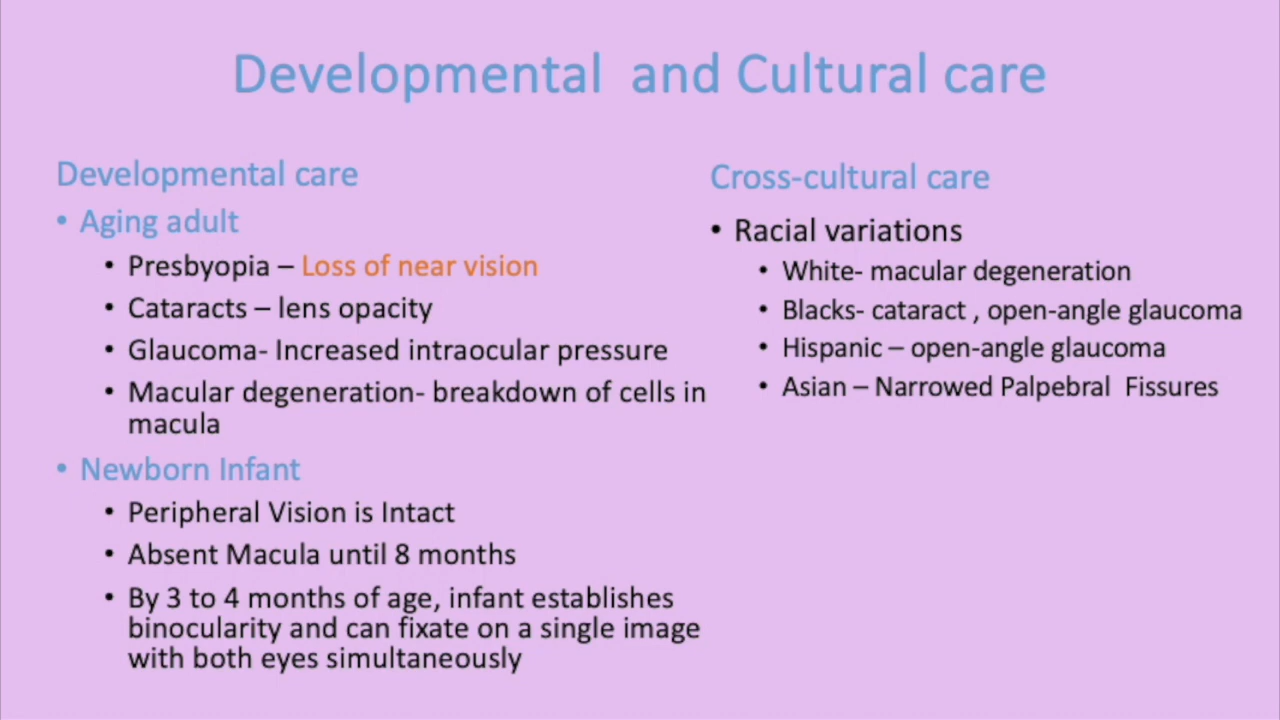 Developmental and Cultural care
Developmental care
• Aging adult
• Presbyopia – Loss of near vision
• Cataracts – lens opacity
• Glaucoma- Increased intraocular pressure
• Macular degeneration- breakdown of cells in
macula
• Newborn Infant
• Peripheral Vision is Intact
• Absent Macula until 8 months
• By 3 to 4 months of age, infant establishes
binocularity and can fixate on a single image
with both eyes simultaneously
Cross-cultural care
• Racial variations
• White- macular degeneration
• Blacks- cataract , open-angle glaucoma
• Hispanic – open-angle glaucoma
• Asian – Narrowed Palpebral Fissures